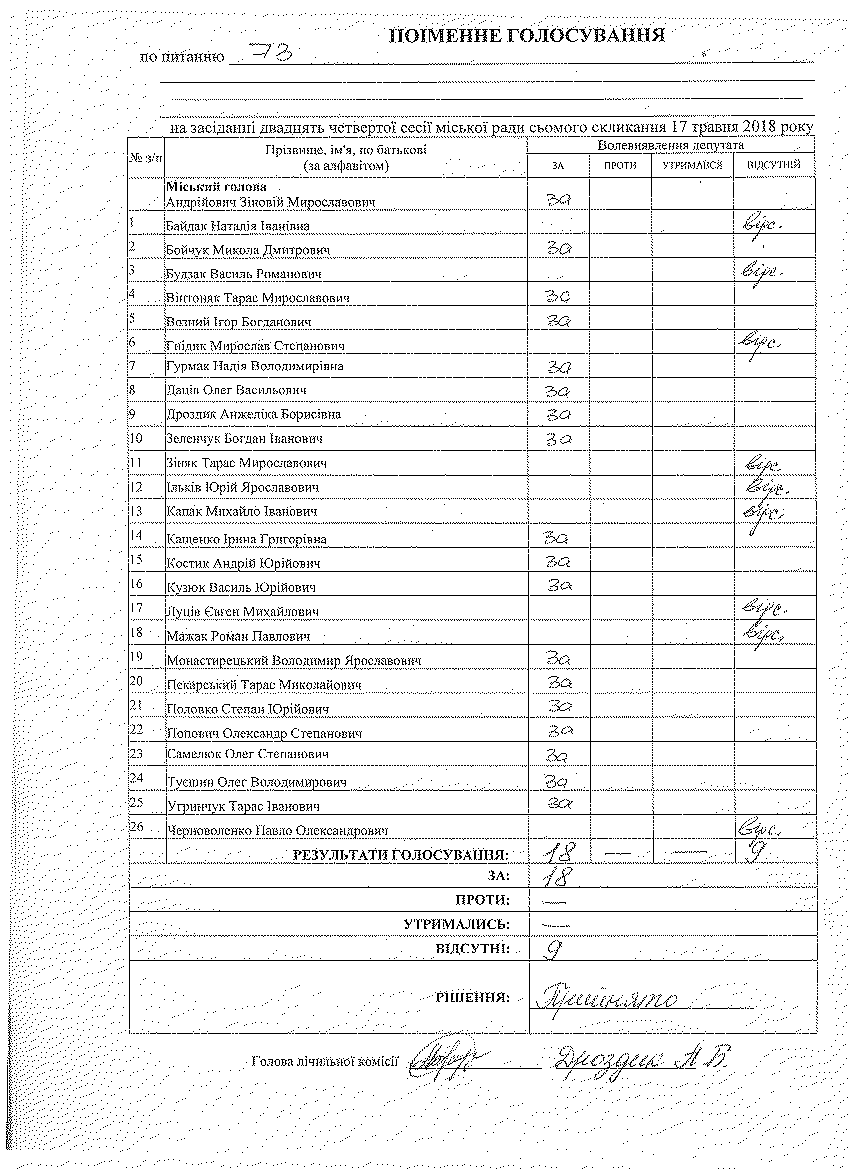 ПОІМЕННЕ ГОЛОСУВАННЯ
по питанню 73
на засіданні двадцять четвертої сесії міської ради сьомого скликання 17 травня 2018 року
№ з/п Прізвище, ім'я, по батькові (за алфавітом) Волевиявлення депутата
ЗА ПРОТИ УТРИМАВСЯ ВІДСУТНІЙ
Міський голова
Андрійович Зіновій Мирославович за
1 Байдак Наталія Іванівна відс.
2 Бойчук Микола Дмитрович за
3 Будзак Василь Романович відс.
4 Вінтоняк Тарас Мирославович за
5 Возний Ігор Богданович за
6 Гнідик Мирослав Степанович відс.
7 Гурмак Надія Володимирівна за
8 Даців Олег Васильович за
9 Дроздик Анжеліка Борисівна за
10 Зеленчук Богдан Іванович за
11 Зіняк Тарас Мирославович відс.
12 Ільків Юрій Ярославович відс.
13 Капак Михайло Іванович відс.
14 Кащенко Ірина Григорівна за
15 Костик Андрій Юрійович за
16 Кузюк Василь Юрійович за
17 Луців Євген Михайлович відс.
18 Мажак Роман Павлович відс.
19 Монастирецький Володимир Ярославович за
20 Пекарський Тарас Миколайович за
21 Половко Степан Юрійович за
22 Попович Олександр Степанович за
23 Самелюк Олег Степанович за
24 Туєшин Олег Володимирович за
25 Угринчук Тарас Іванович за
26 Черноволенко Павло Олександрович відс.
РЕЗУЛЬТАТИ ГОЛОСУВАННЯ: 18 — — 9
ЗА: 18
ПРОТИ: —
УТРИМАЛИСЬ: —
ВІДСУТНІ: 9
РІШЕННЯ: Прийнято
Голова лічильної комісії Дроздик А Б.